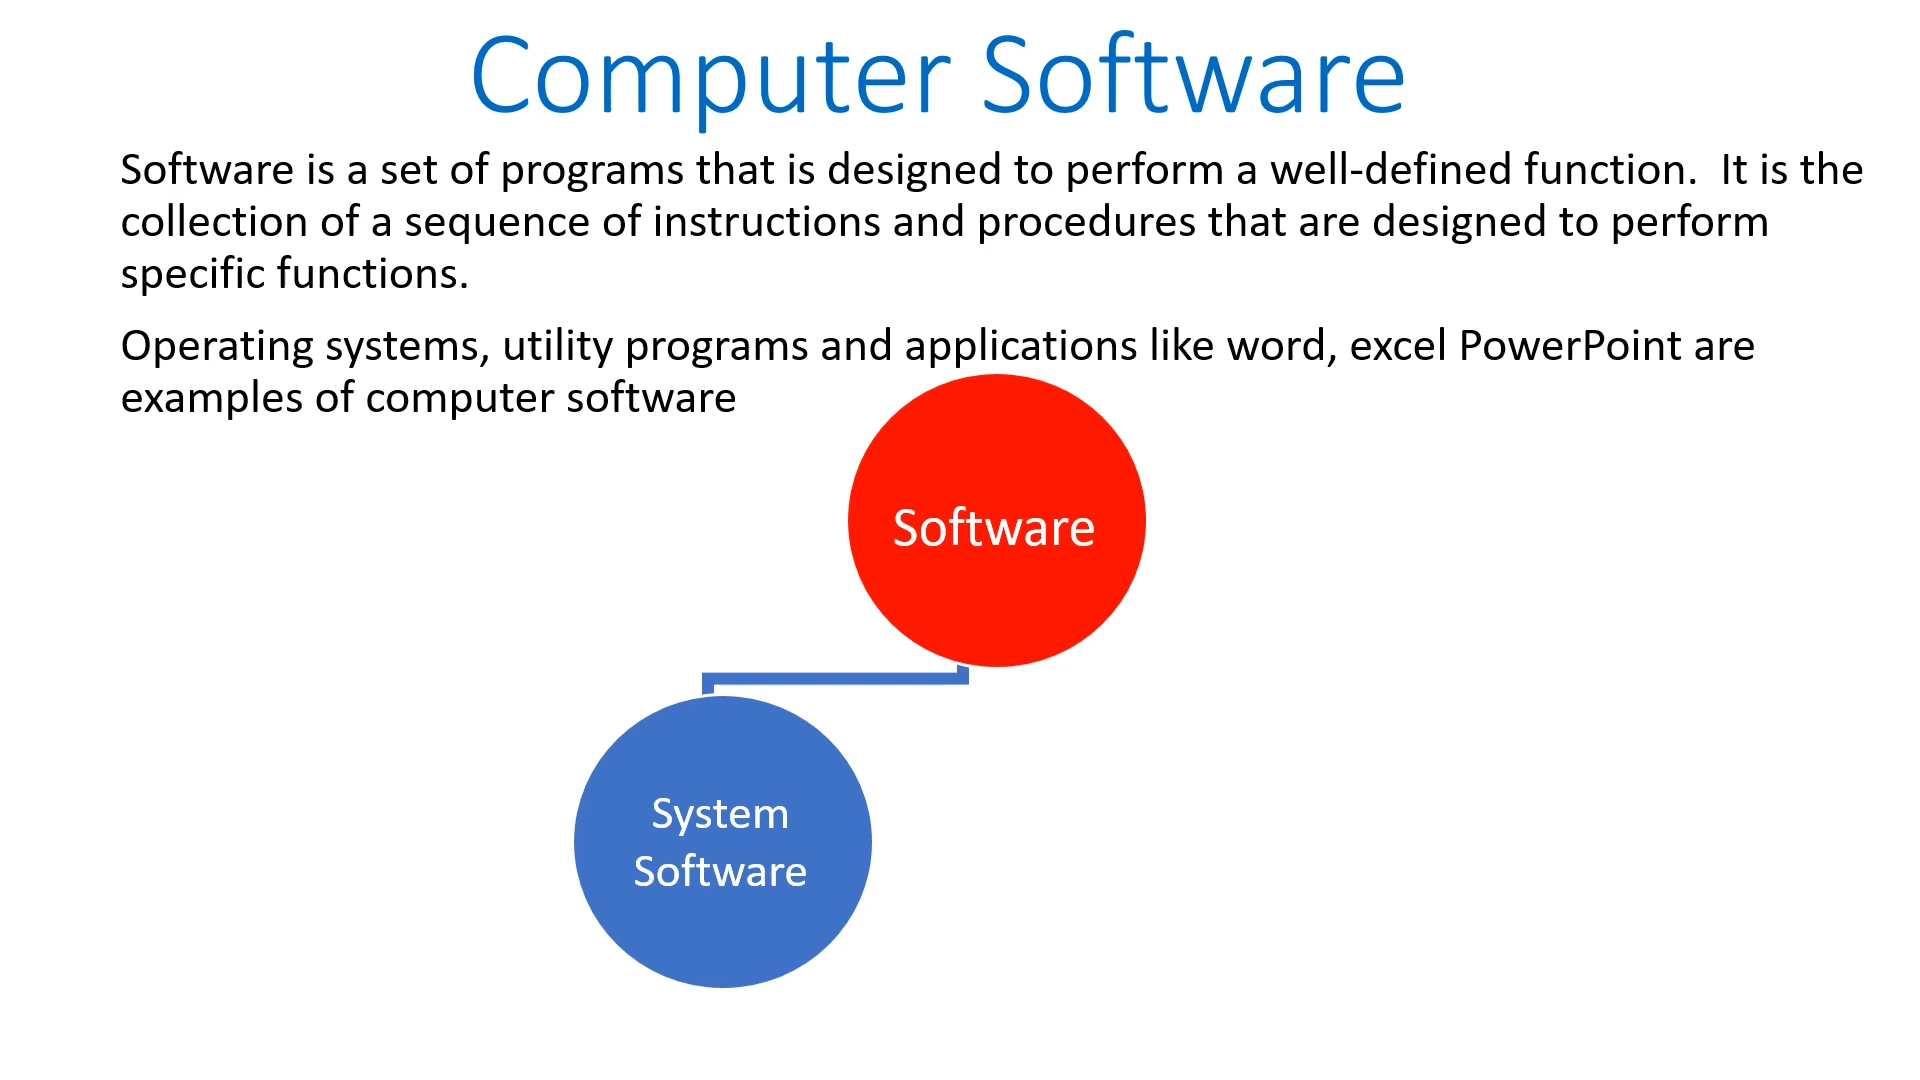 Computer Software
Software is a set of programs that is designed to perform a well-defined function.  It is the
collection of a sequence of instructions and procedures that are designed to perform
specific functions.
Operating systems, utility programs and applications like word, excel PowerPoint are
examples of computer software
Software
System
Software